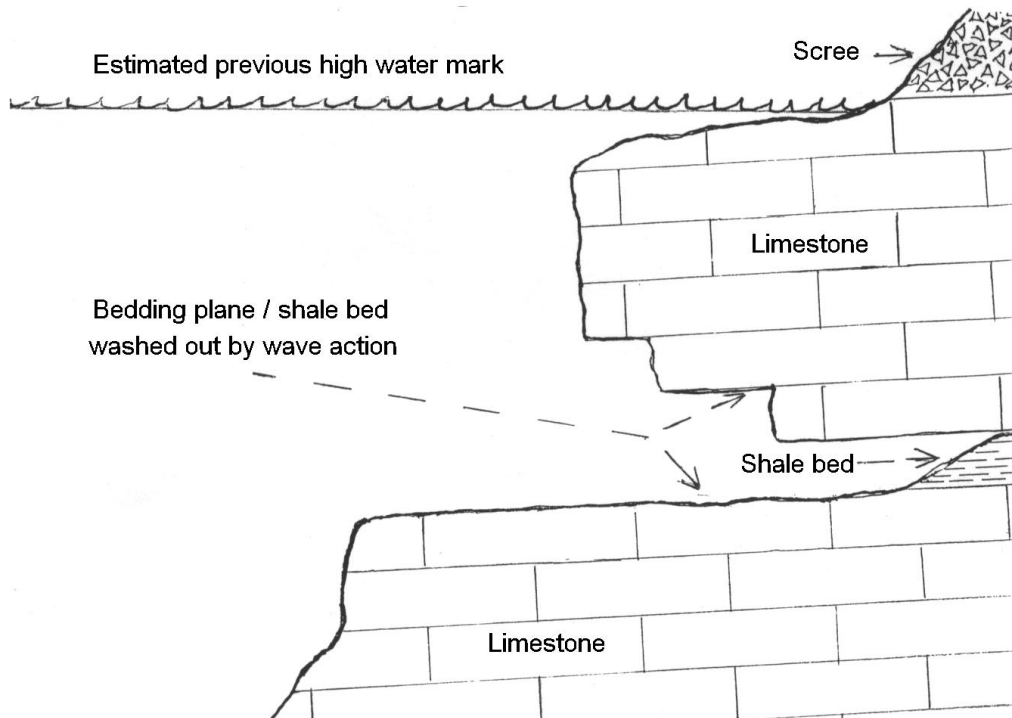 Scree
Estimated previous high water mark
Limestone
Bedding plane / shale bed
washed out by wave action
Shale bed
Limestone